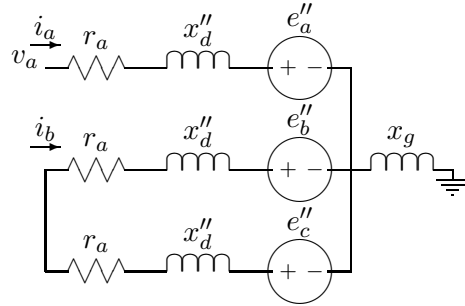 i_a r_a x''_d e''_a
v_a + −
i_b r_a x''_d e''_b x_g
+ −
r_a x''_d e''_c
+ −